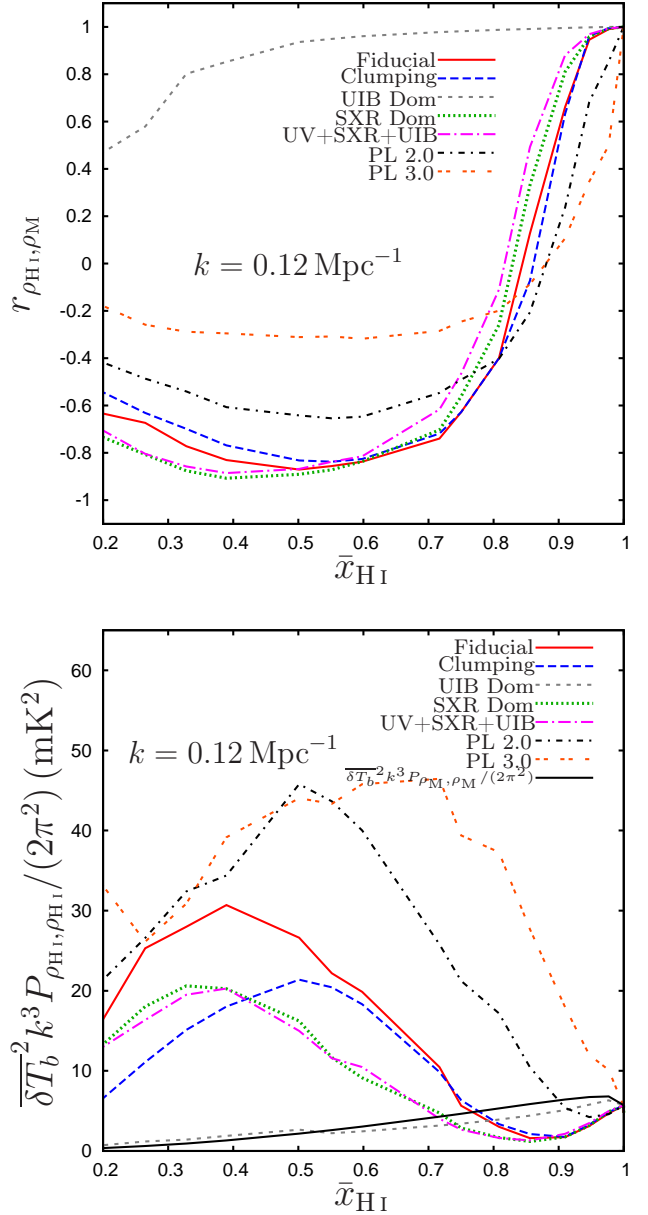 1
0.8
0.6
0.4
0.2
0
-0.2
-0.4
-0.6
-0.8
-1
r_{ρ_{H I}, ρ_M}
Fiducial
Clumping
UIB Dom
SXR Dom
UV+SXR+UIB
PL 2.0
PL 3.0
k = 0.12 Mpc^{-1}
0.2 0.3 0.4 0.5 0.6 0.7 0.8 0.9 1
x̄_{H I}
60
50
40
30
20
10
0
\overline{δT_b}^2 k^3 P_{ρ_{H I}, ρ_{H I}}/(2π^2) (mK^2)
Fiducial
Clumping
UIB Dom
SXR Dom
UV+SXR+UIB
PL 2.0
PL 3.0
\overline{δT_b}^2 k^3 P_{ρ_M, ρ_M}/(2π^2)
k = 0.12 Mpc^{-1}
0.2 0.3 0.4 0.5 0.6 0.7 0.8 0.9 1
x̄_{H I}